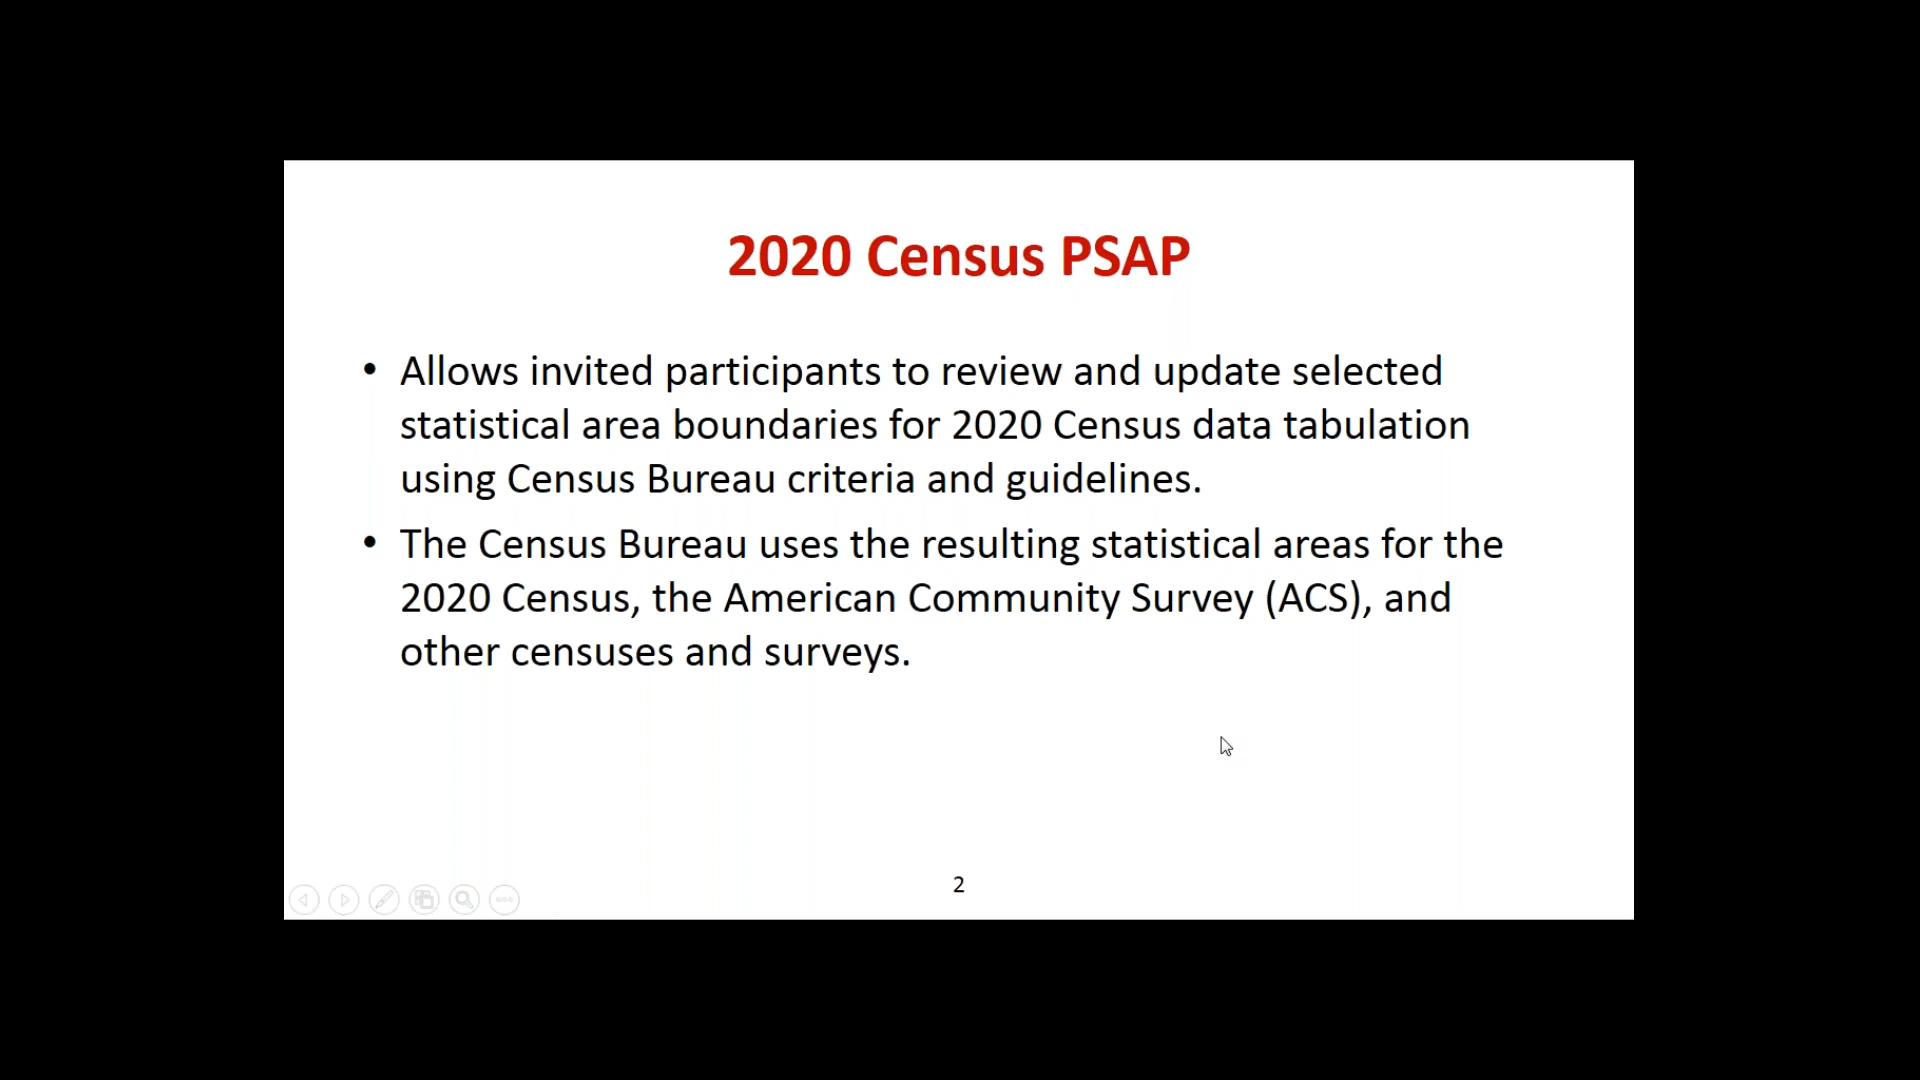 2020 Census PSAP
• Allows invited participants to review and update selected
statistical area boundaries for 2020 Census data tabulation
using Census Bureau criteria and guidelines.
• The Census Bureau uses the resulting statistical areas for the
2020 Census, the American Community Survey (ACS), and
other censuses and surveys.
2